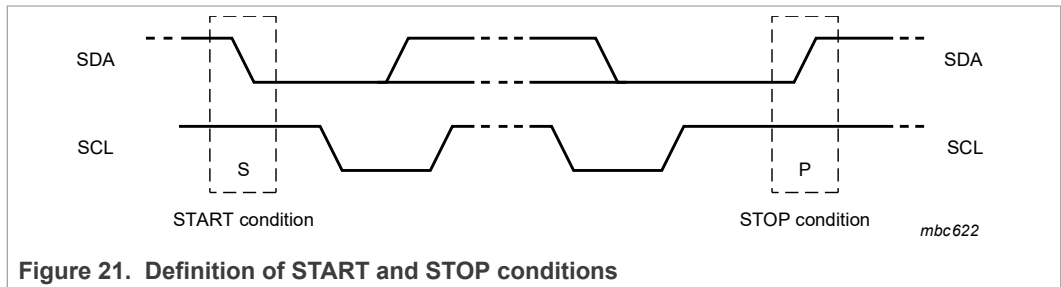 SDA SDA
SCL SCL
S P
START condition STOP condition
mbc622
Figure 21. Definition of START and STOP conditions